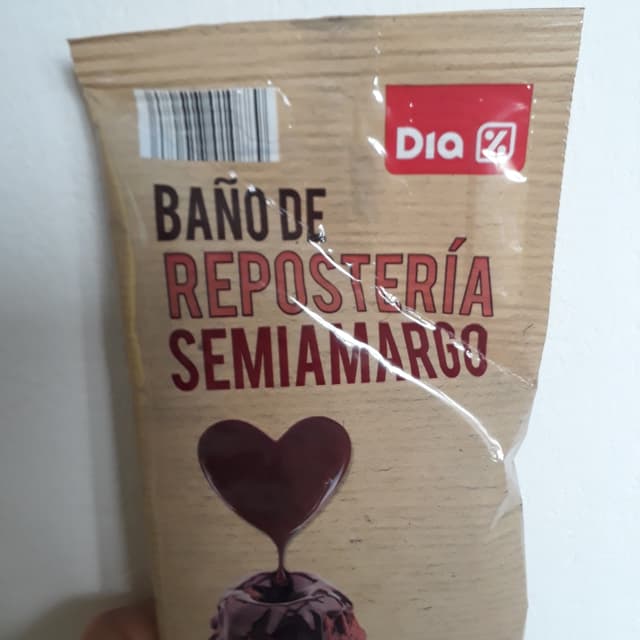 Dia %
BAÑO DE
REPOSTERÍA
SEMIAMARGO